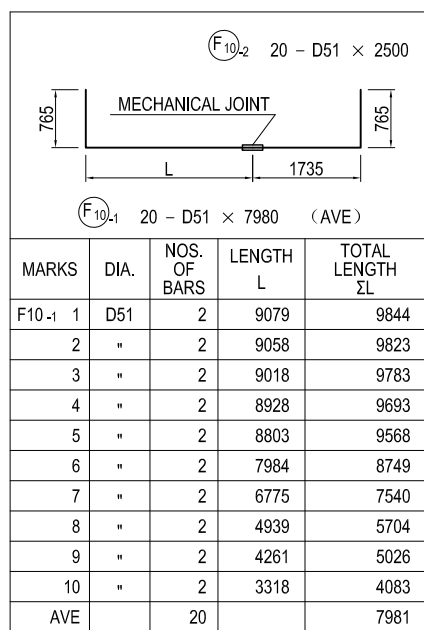 F10-2 20 – D51 × 2500
765 MECHANICAL JOINT 765
L 1735
F10-1 20 – D51 × 7980 （AVE）
MARKS DIA. NOS. OF BARS LENGTH L TOTAL LENGTH ΣL
F10 -1 1 D51 2 9079 9844
2 " 2 9058 9823
3 " 2 9018 9783
4 " 2 8928 9693
5 " 2 8803 9568
6 " 2 7984 8749
7 " 2 6775 7540
8 " 2 4939 5704
9 " 2 4261 5026
10 " 2 3318 4083
AVE 20 7981